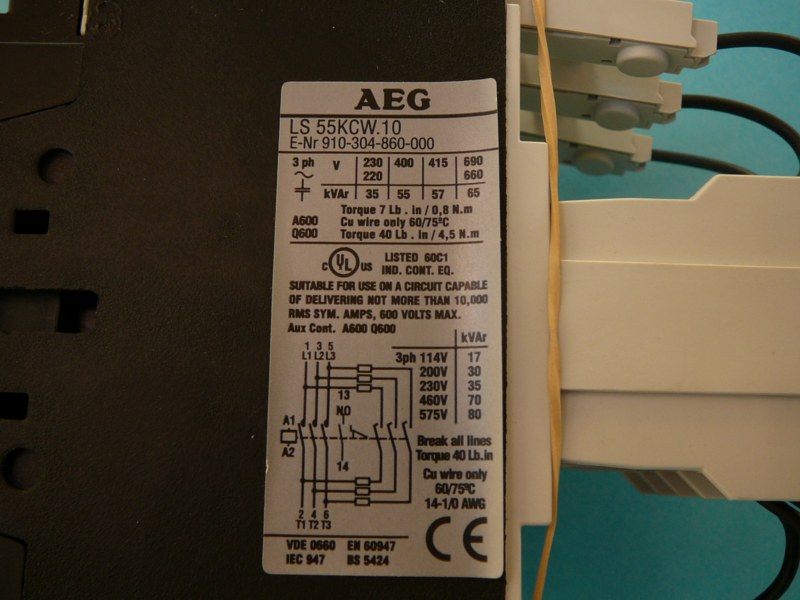 AEG
LS 55KCW.10
E-Nr 910-304-860-000
3 ph V 230 400 415 690
220 660
kVAr 35 55 57 65
Torque 7 Lb . in / 0,8 N.m
A600 Cu wire only 60/75ºC
Q600 Torque 40 Lb . in / 4,5 N.m
C UL US LISTED 60C1
IND. CONT. EQ.
SUITABLE FOR USE ON A CIRCUIT CAPABLE
OF DELIVERING NOT MORE THAN 10,000
RMS SYM. AMPS, 600 VOLTS MAX.
Aux Cont. A600 Q600
kVAr
3ph 114V 17
200V 30
230V 35
460V 70
575V 80
1 3 5
L1 L2 L3
13
NO
A1
A2
14
2 4 6
T1 T2 T3
Break all lines
Torque 40 Lb.in
Cu wire only
60/75ºC
14-1/0 AWG
CE
VDE 0660 EN 60947
IEC 947 BS 5424